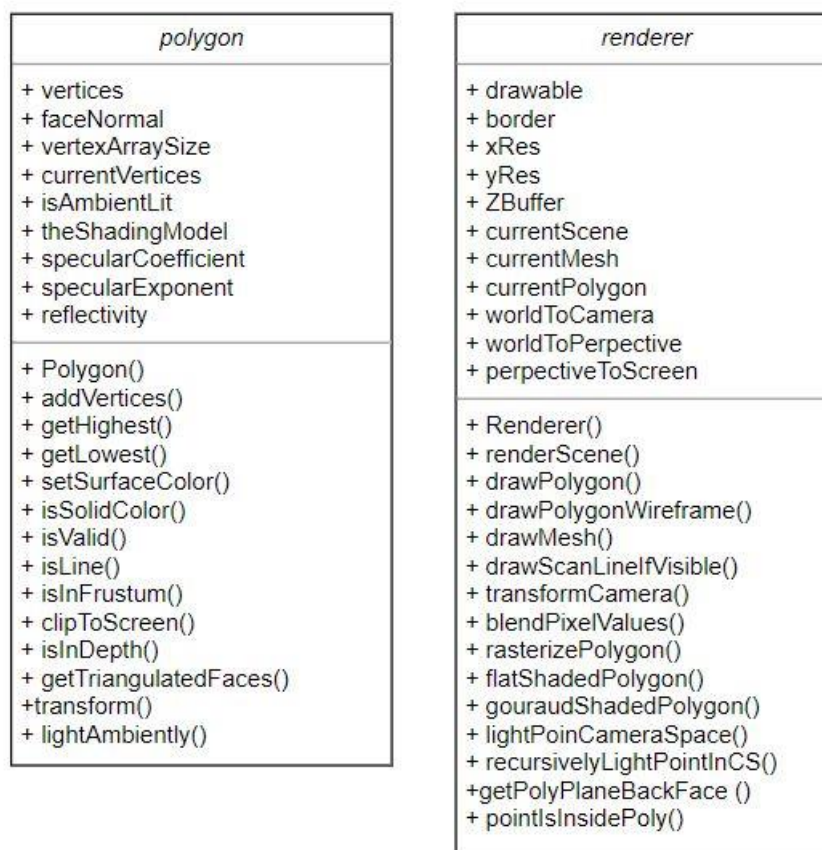 polygon
+ vertices
+ faceNormal
+ vertexArraySize
+ currentVertices
+ isAmbientLit
+ theShadingModel
+ specularCoefficient
+ specularExponent
+ reflectivity
+ Polygon()
+ addVertices()
+ getHighest()
+ getLowest()
+ setSurfaceColor()
+ isSolidColor()
+ isValid()
+ isLine()
+ isInFrustum()
+ clipToScreen()
+ isInDepth()
+ getTriangulatedFaces()
+transform()
+ lightAmbiently()
renderer
+ drawable
+ border
+ xRes
+ yRes
+ ZBuffer
+ currentScene
+ currentMesh
+ currentPolygon
+ worldToCamera
+ worldToPerpective
+ perpectiveToScreen
+ Renderer()
+ renderScene()
+ drawPolygon()
+ drawPolygonWireframe()
+ drawMesh()
+ drawScanLineIfVisible()
+ transformCamera()
+ blendPixelValues()
+ rasterizePolygon()
+ flatShadedPolygon()
+ gouraudShadedPolygon()
+ lightPoinCameraSpace()
+ recursivelyLightPointInCS()
+getPolyPlaneBackFace ()
+ pointIsInsidePoly()